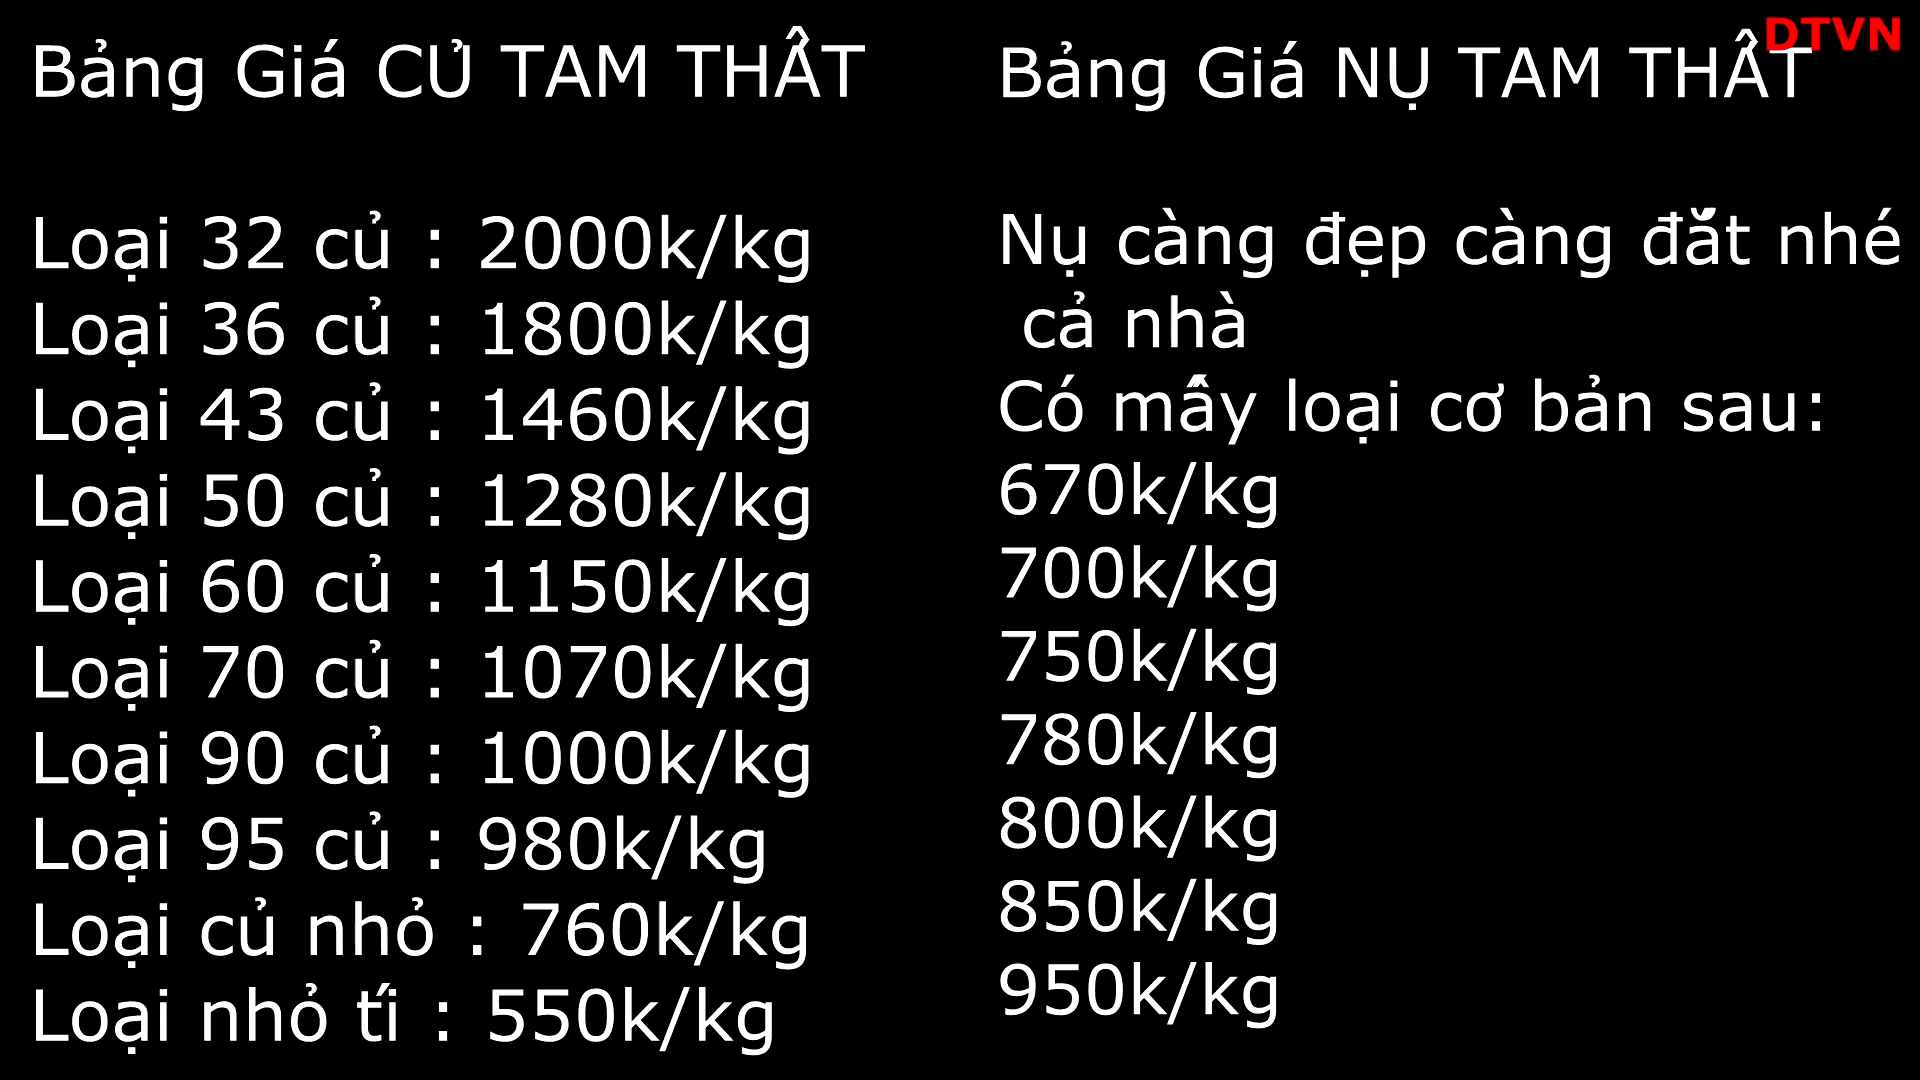 Bảng Giá CỦ TAM THẤT
Loại 32 củ : 2000k/kg
Loại 36 củ : 1800k/kg
Loại 43 củ : 1460k/kg
Loại 50 củ : 1280k/kg
Loại 60 củ : 1150k/kg
Loại 70 củ : 1070k/kg
Loại 90 củ : 1000k/kg
Loại 95 củ : 980k/kg
Loại củ nhỏ : 760k/kg
Loại nhỏ tí : 550k/kg
DTVN
Bảng Giá NỤ TAM THẤT
Nụ càng đẹp càng đắt nhé
cả nhà
Có mấy loại cơ bản sau:
670k/kg
700k/kg
750k/kg
780k/kg
800k/kg
850k/kg
950k/kg